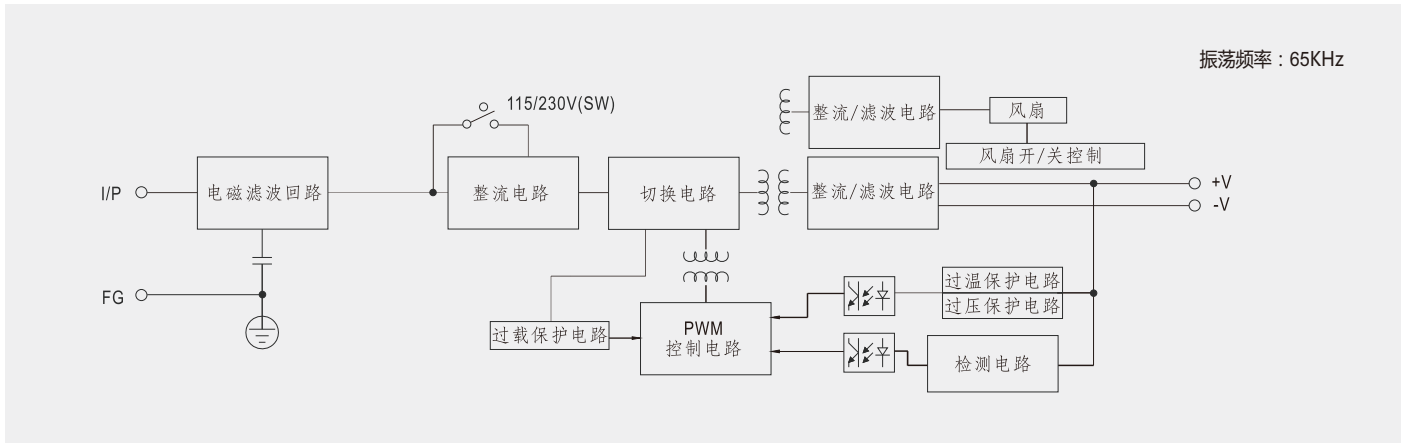 振荡频率：65KHz
115/230V(SW)
整流/滤波电路
风扇
风扇开/关控制
I/P
电磁滤波回路
整流电路
切换电路
整流/滤波电路
+V
-V
FG
过温保护电路
过压保护电路
过载保护电路
PWM
控制电路
检测电路